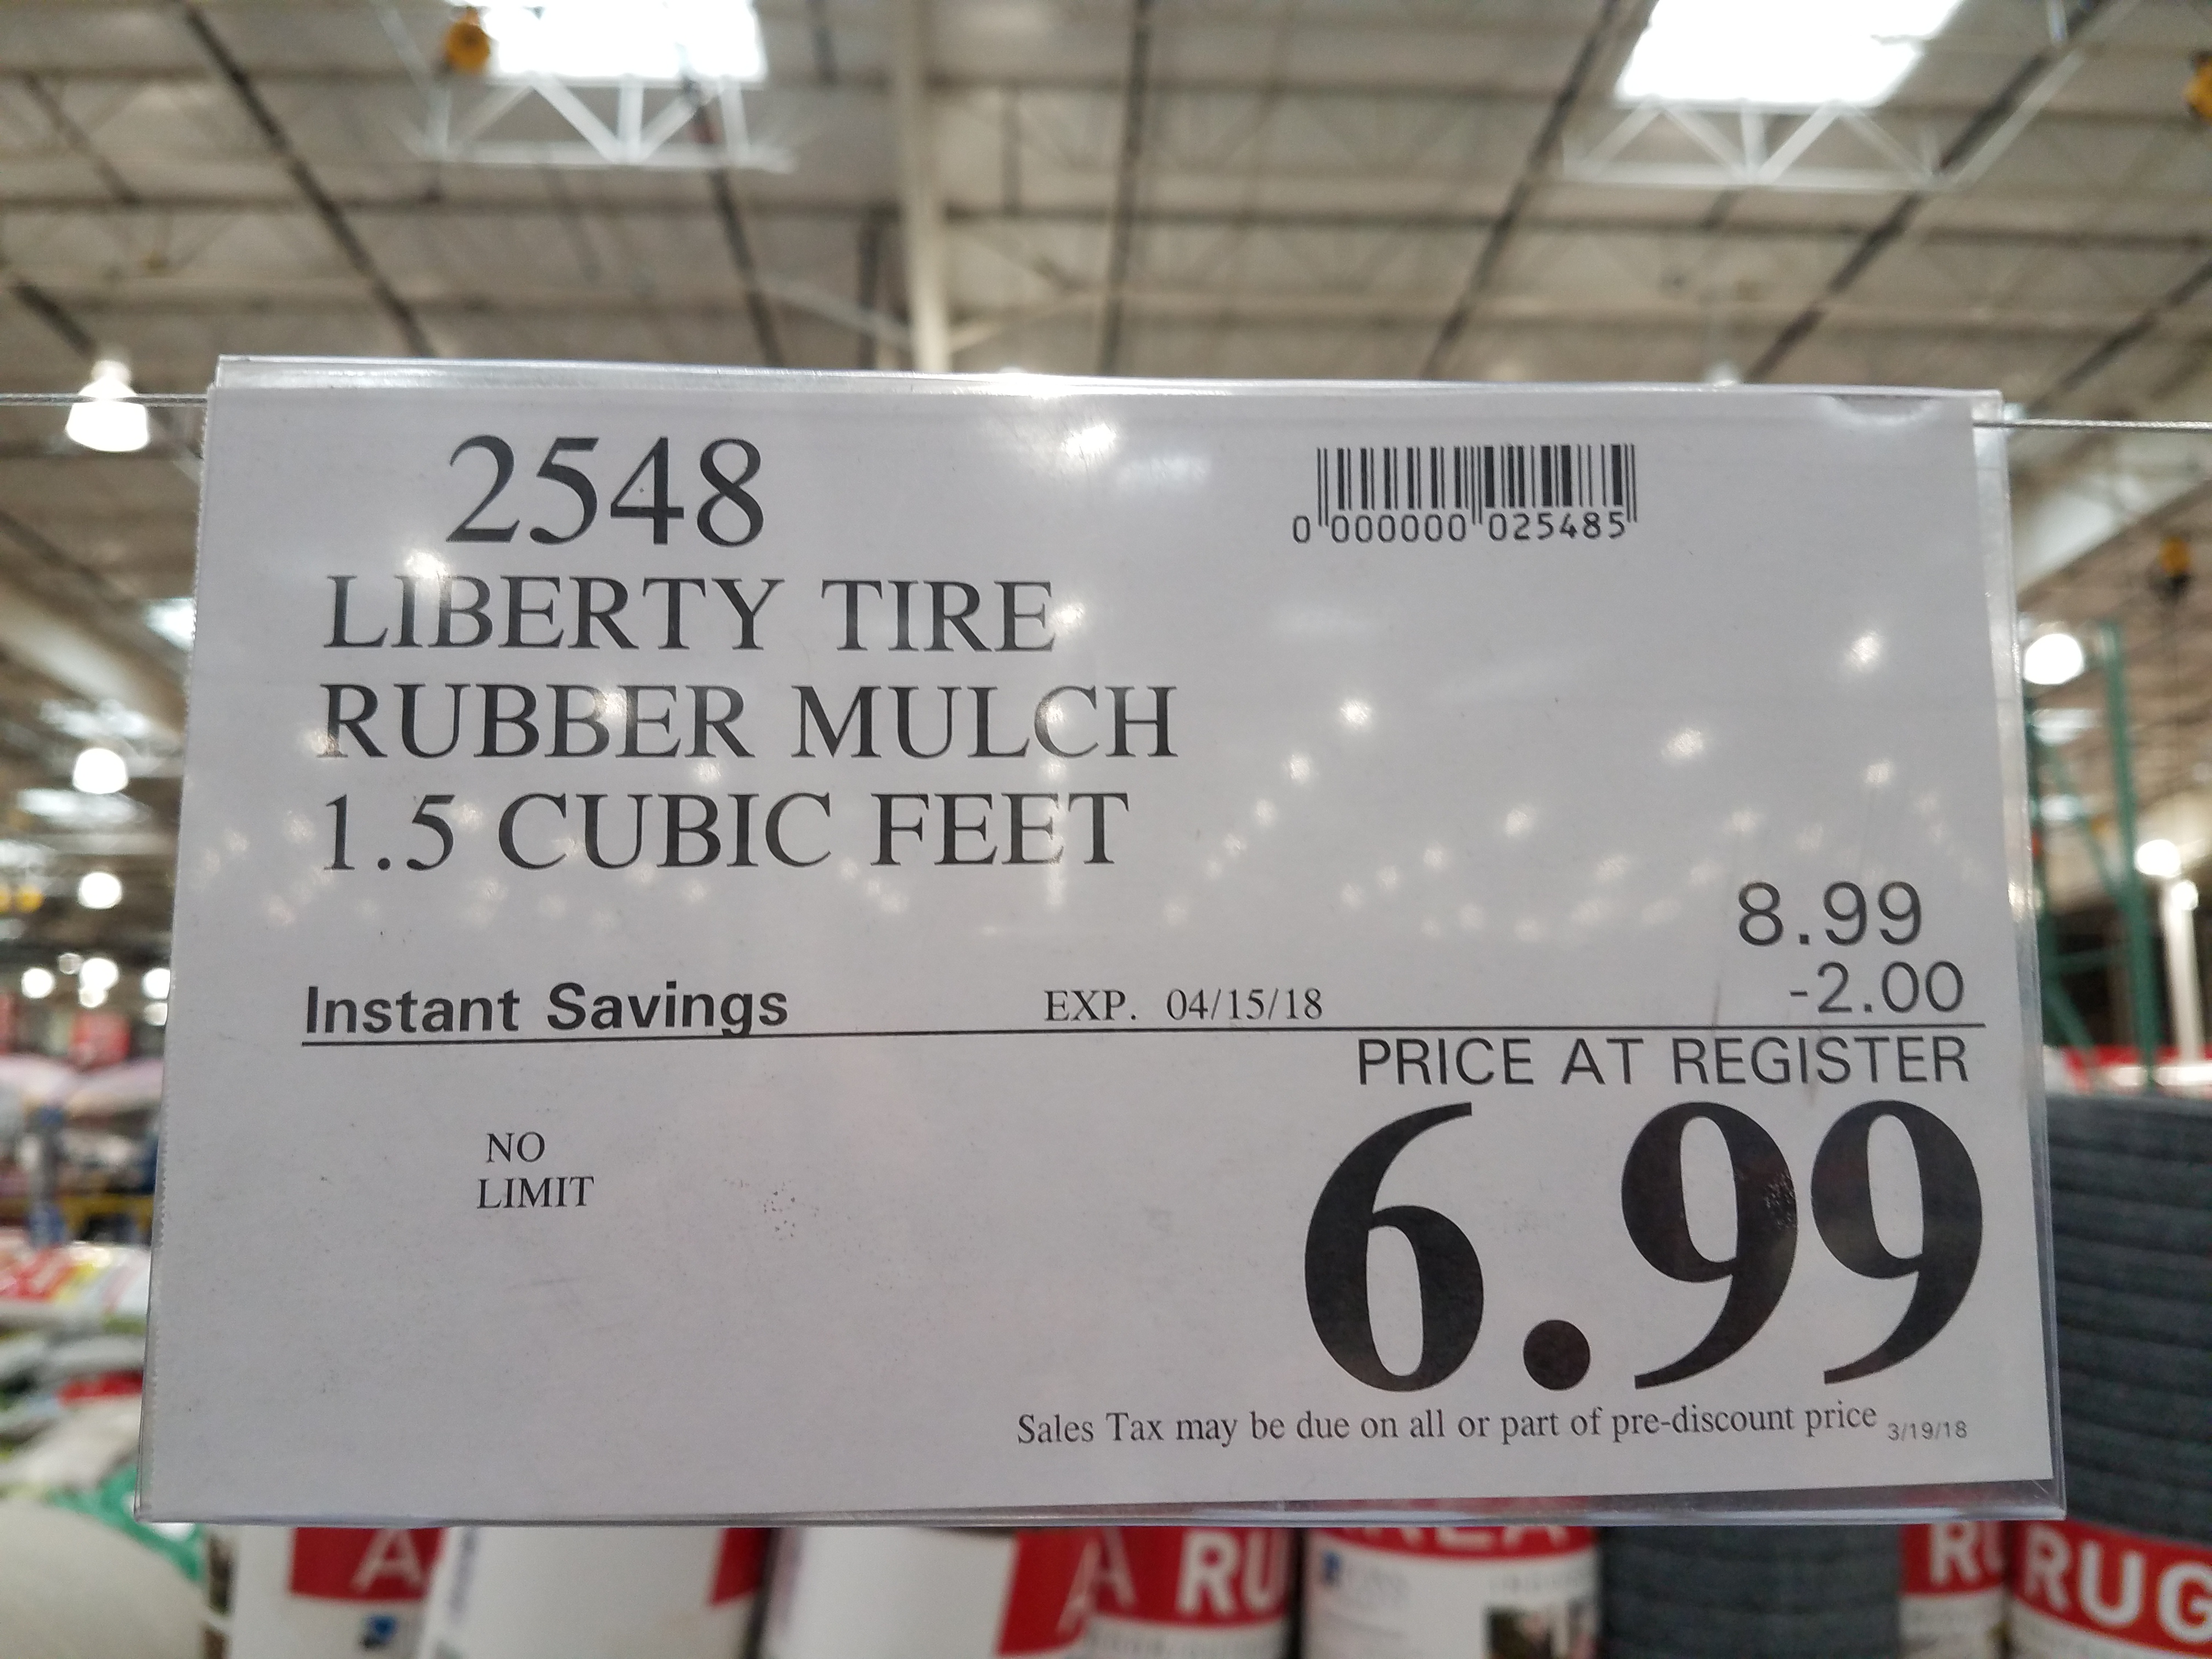 2548
0 000000 025485
LIBERTY TIRE
RUBBER MULCH
1.5 CUBIC FEET
8.99
-2.00
Instant Savings EXP. 04/15/18
PRICE AT REGISTER
6.99
NO
LIMIT
Sales Tax may be due on all or part of pre-discount price 3/19/18
A RU
RUG